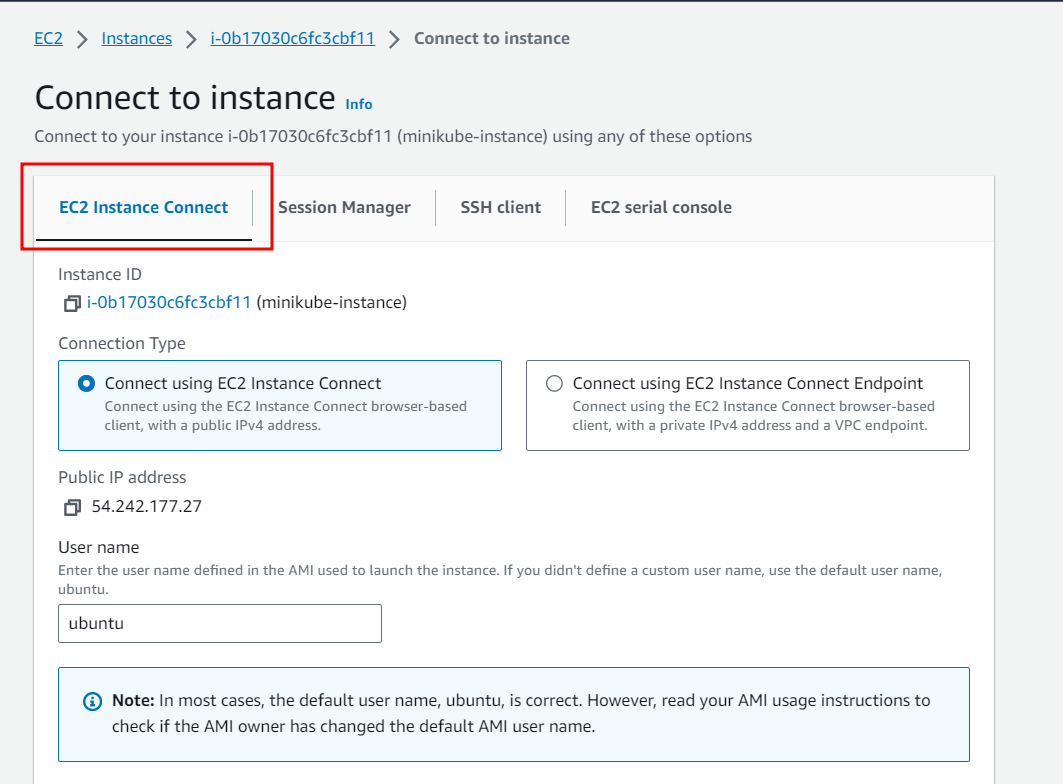 EC2 > Instances > i-0b17030c6fc3cbf11 > Connect to instance
Connect to instance Info
Connect to your instance i-0b17030c6fc3cbf11 (minikube-instance) using any of these options
EC2 Instance Connect Session Manager SSH client EC2 serial console
Instance ID
i-0b17030c6fc3cbf11 (minikube-instance)
Connection Type
Connect using EC2 Instance Connect
Connect using the EC2 Instance Connect browser-based
client, with a public IPv4 address.
Connect using EC2 Instance Connect Endpoint
Connect using the EC2 Instance Connect browser-based
client, with a private IPv4 address and a VPC endpoint.
Public IP address
54.242.177.27
User name
Enter the user name defined in the AMI used to launch the instance. If you didn't define a custom user name, use the default user name,
ubuntu.
ubuntu
Note: In most cases, the default user name, ubuntu, is correct. However, read your AMI usage instructions to
check if the AMI owner has changed the default AMI user name.